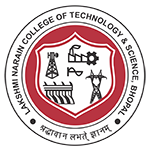 LAKSHMI NARAIN COLLEGE OF TECHNOLOGY & SCIENCE, BHOPAL
श्रद्धावान लभते ज्ञानम्